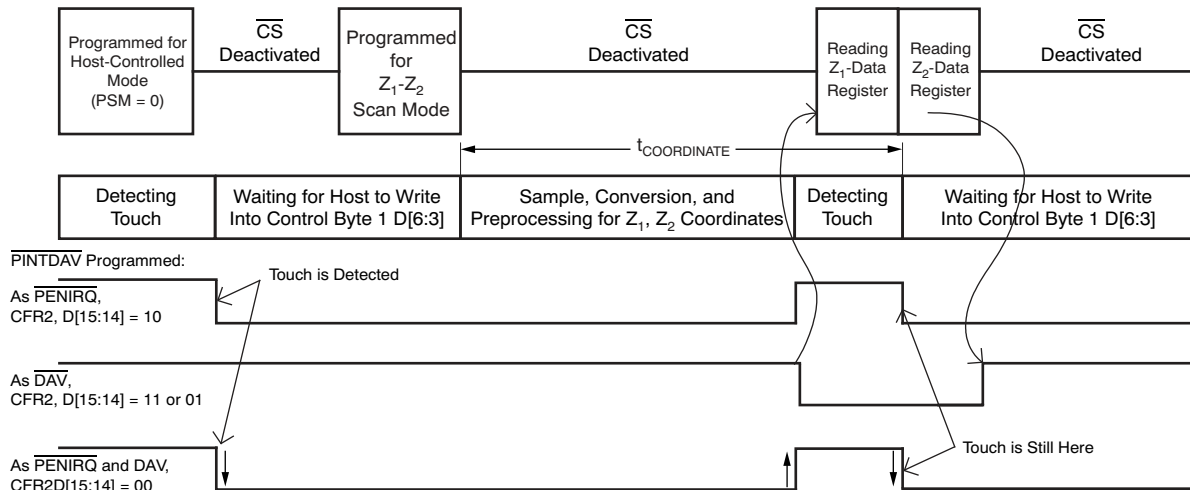 Programmed for
Host-Controlled
Mode
(PSM = 0)
CS
Deactivated
Programmed
for
Z1-Z2
Scan Mode
CS
Deactivated
Reading
Z1-Data
Register
Reading
Z2-Data
Register
CS
Deactivated
tCOORDINATE
Detecting
Touch
Waiting for Host to Write
Into Control Byte 1 D[6:3]
Sample, Conversion, and
Preprocessing for Z1, Z2 Coordinates
Detecting
Touch
Waiting for Host to Write
Into Control Byte 1 D[6:3]
PINTDAV Programmed:
Touch is Detected
As PENIRQ,
CFR2, D[15:14] = 10
As DAV,
CFR2, D[15:14] = 11 or 01
Touch is Still Here
As PENIRQ and DAV,
CFR2D[15:14] = 00